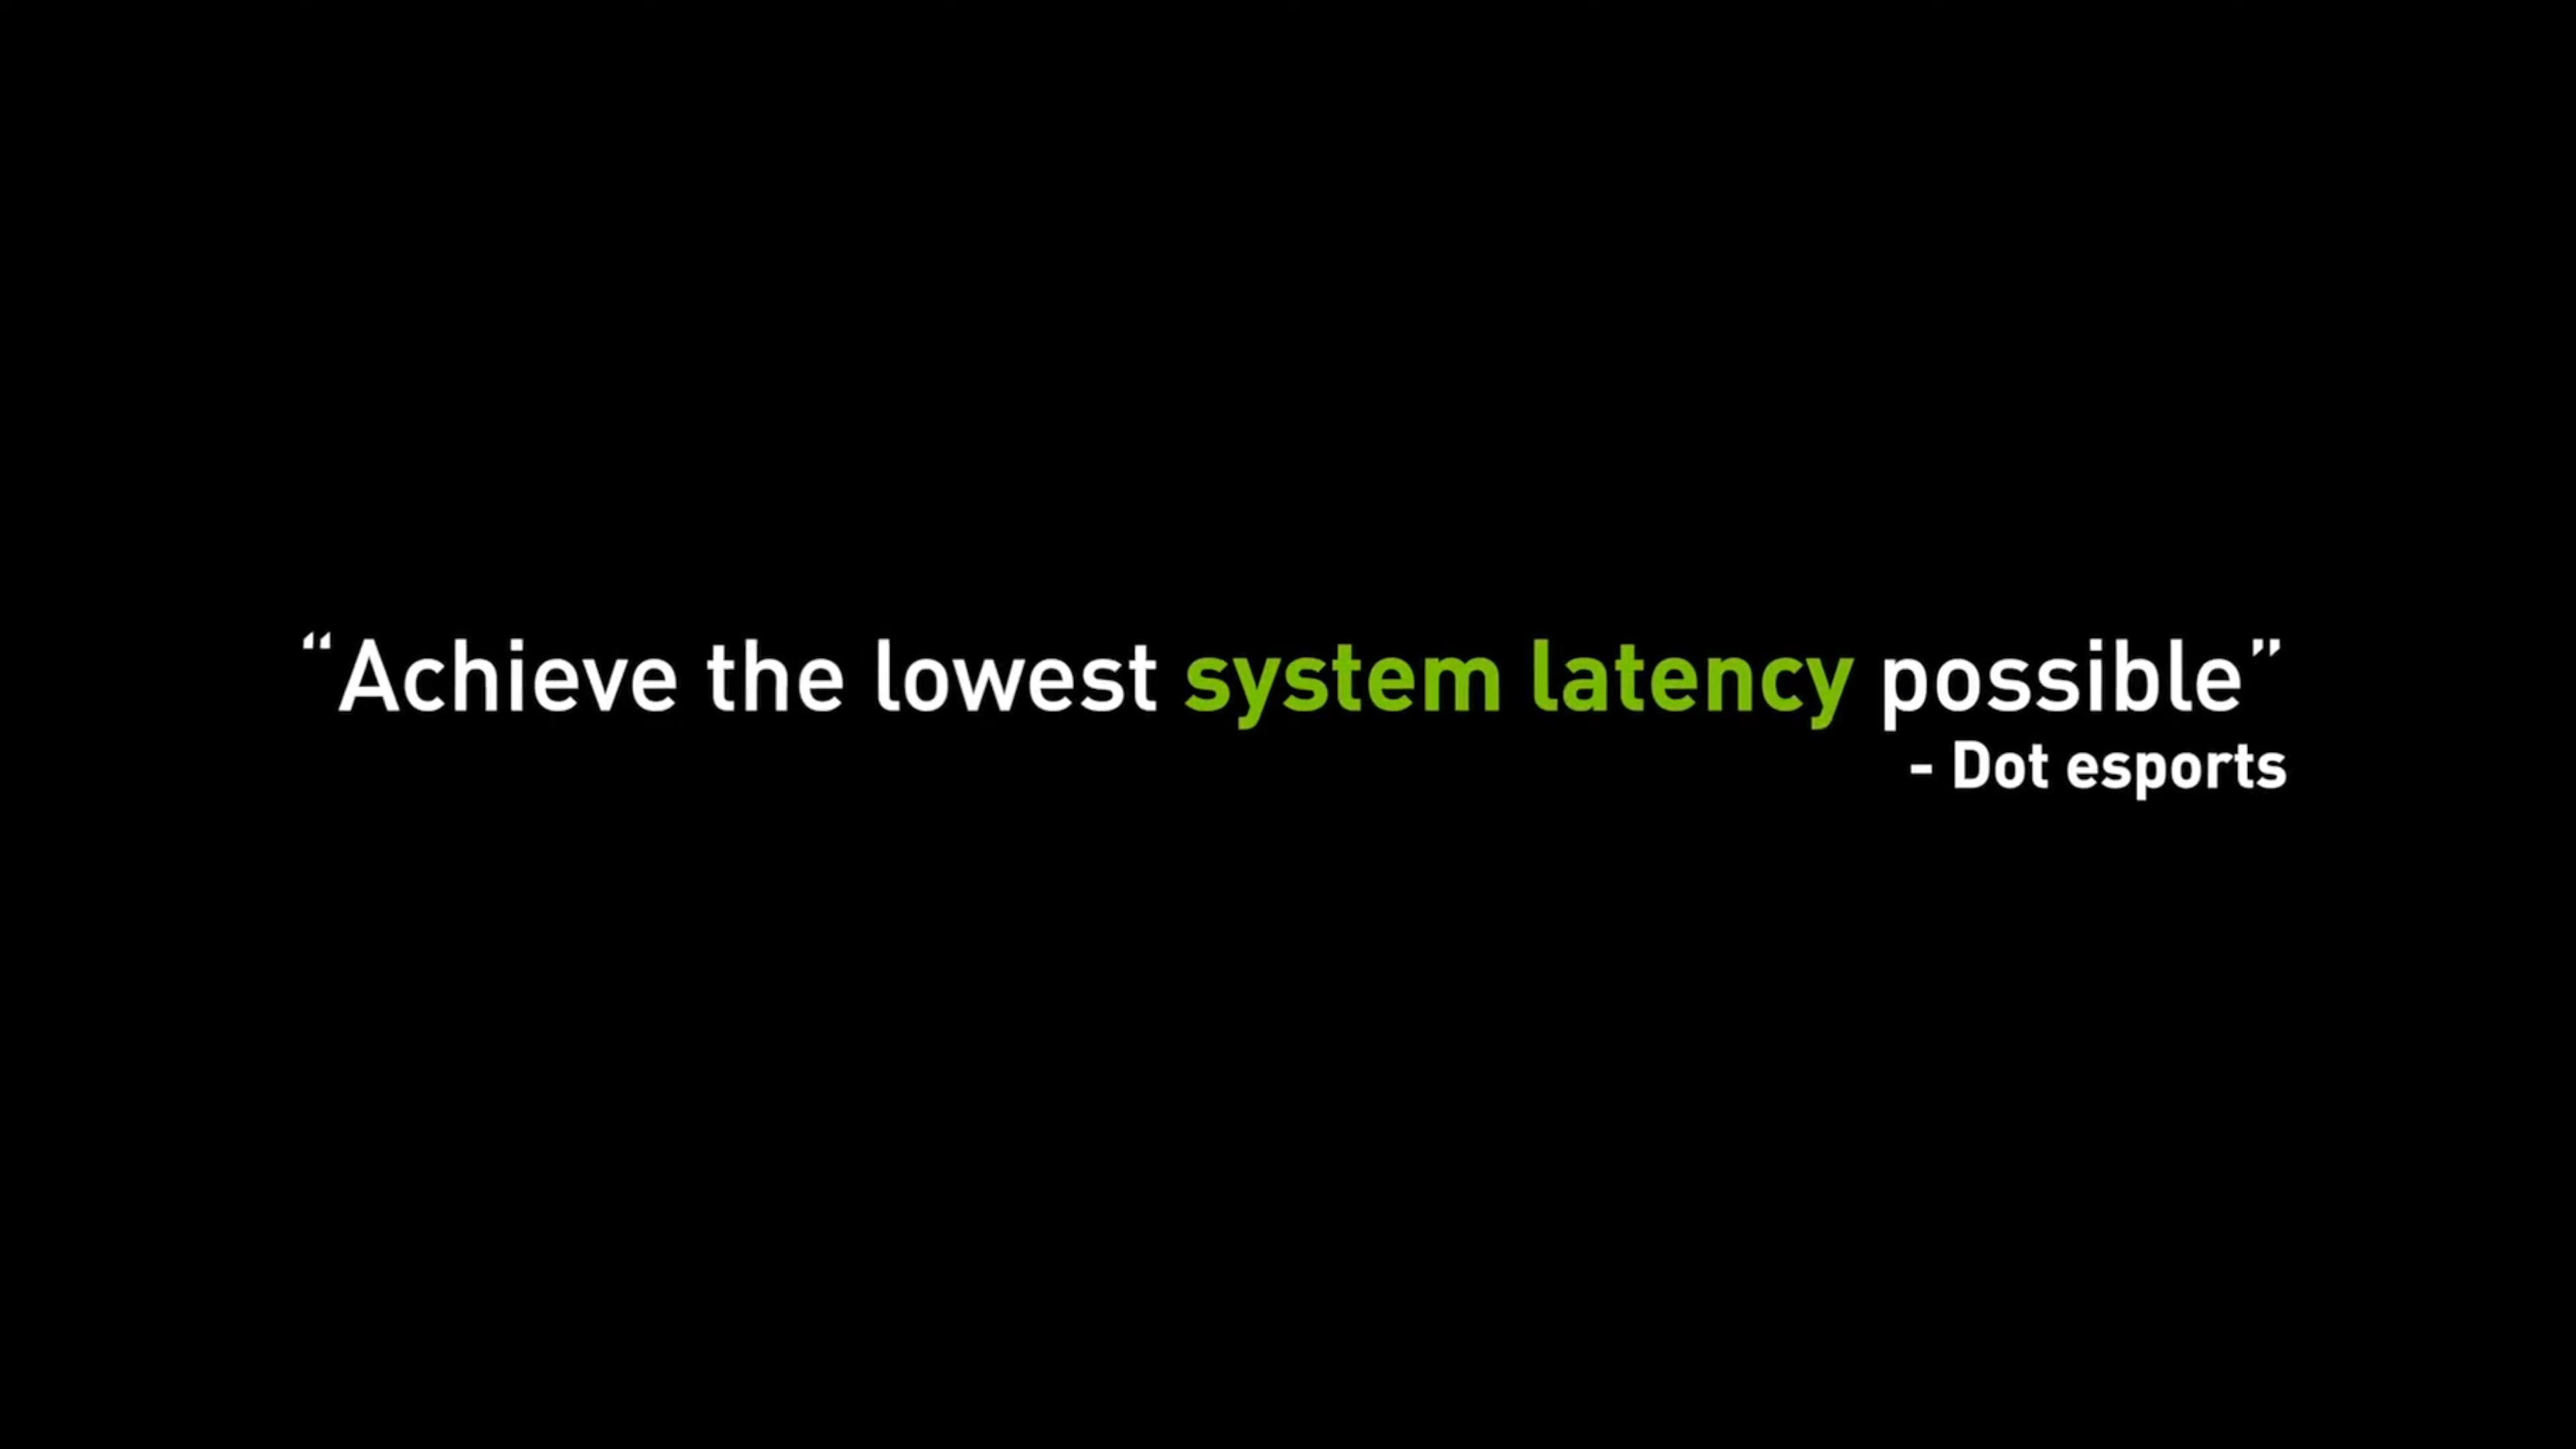 “Achieve the lowest system latency possible”
- Dot esports